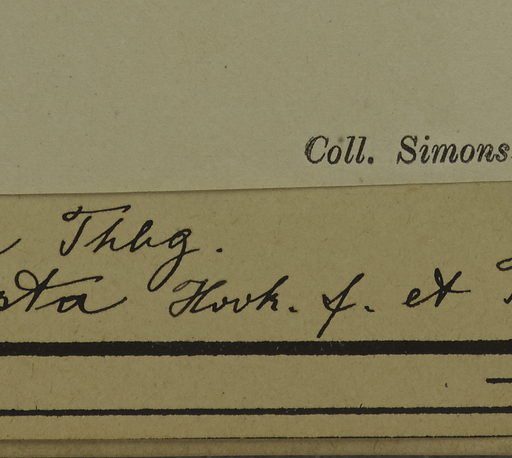 Coll. Simons
Thbg.
sta Hook. f. et T